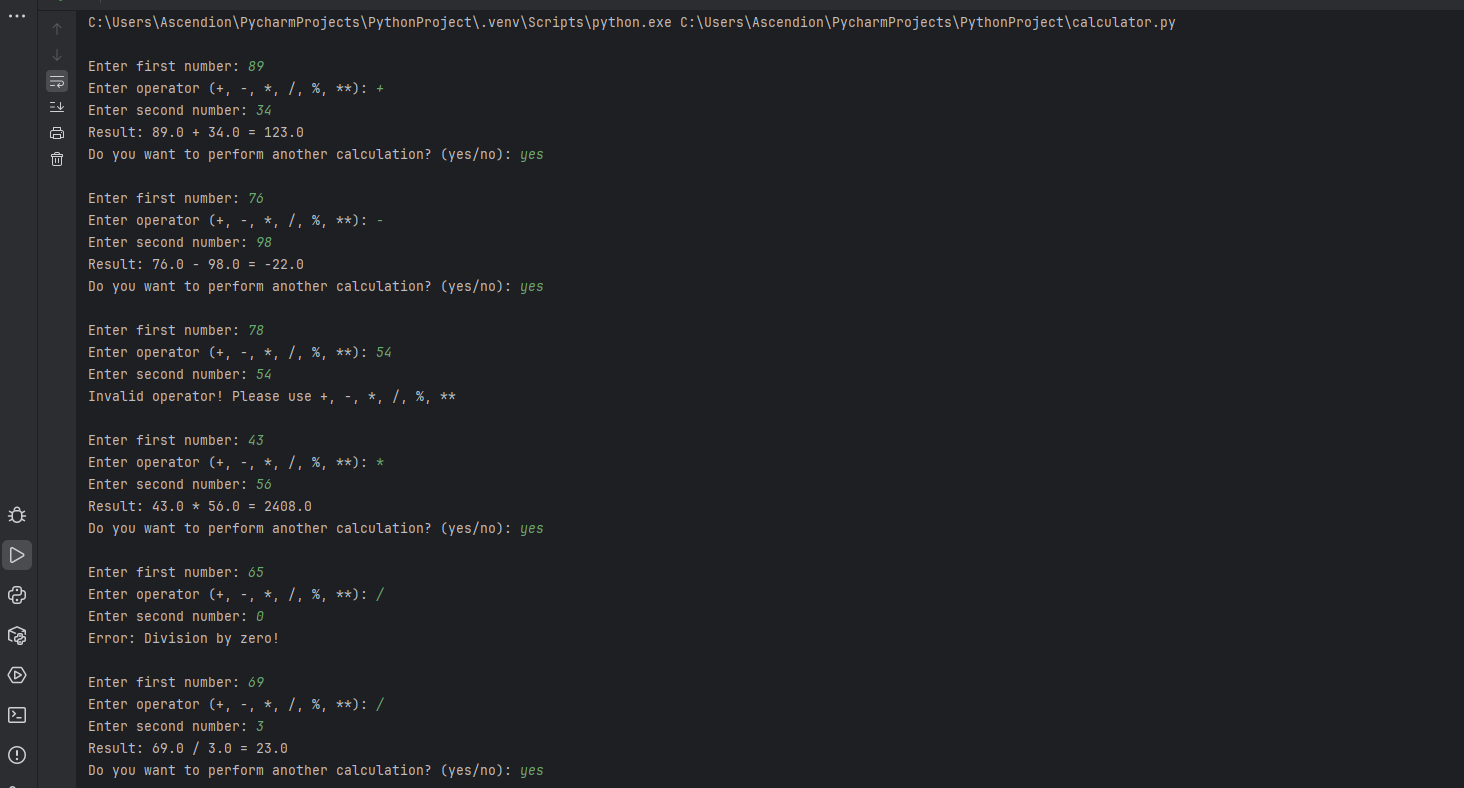 C:\Users\Ascendion\PycharmProjects\PythonProject\.venv\Scripts\python.exe C:\Users\Ascendion\PycharmProjects\PythonProject\calculator.py
Enter first number: 89
Enter operator (+, -, *, /, %, **): +
Enter second number: 34
Result: 89.0 + 34.0 = 123.0
Do you want to perform another calculation? (yes/no): yes
Enter first number: 76
Enter operator (+, -, *, /, %, **): -
Enter second number: 98
Result: 76.0 - 98.0 = -22.0
Do you want to perform another calculation? (yes/no): yes
Enter first number: 78
Enter operator (+, -, *, /, %, **): 54
Enter second number: 54
Invalid operator! Please use +, -, *, /, %, **
Enter first number: 43
Enter operator (+, -, *, /, %, **): *
Enter second number: 56
Result: 43.0 * 56.0 = 2408.0
Do you want to perform another calculation? (yes/no): yes
Enter first number: 65
Enter operator (+, -, *, /, %, **): /
Enter second number: 0
Error: Division by zero!
Enter first number: 69
Enter operator (+, -, *, /, %, **): /
Enter second number: 3
Result: 69.0 / 3.0 = 23.0
Do you want to perform another calculation? (yes/no): yes